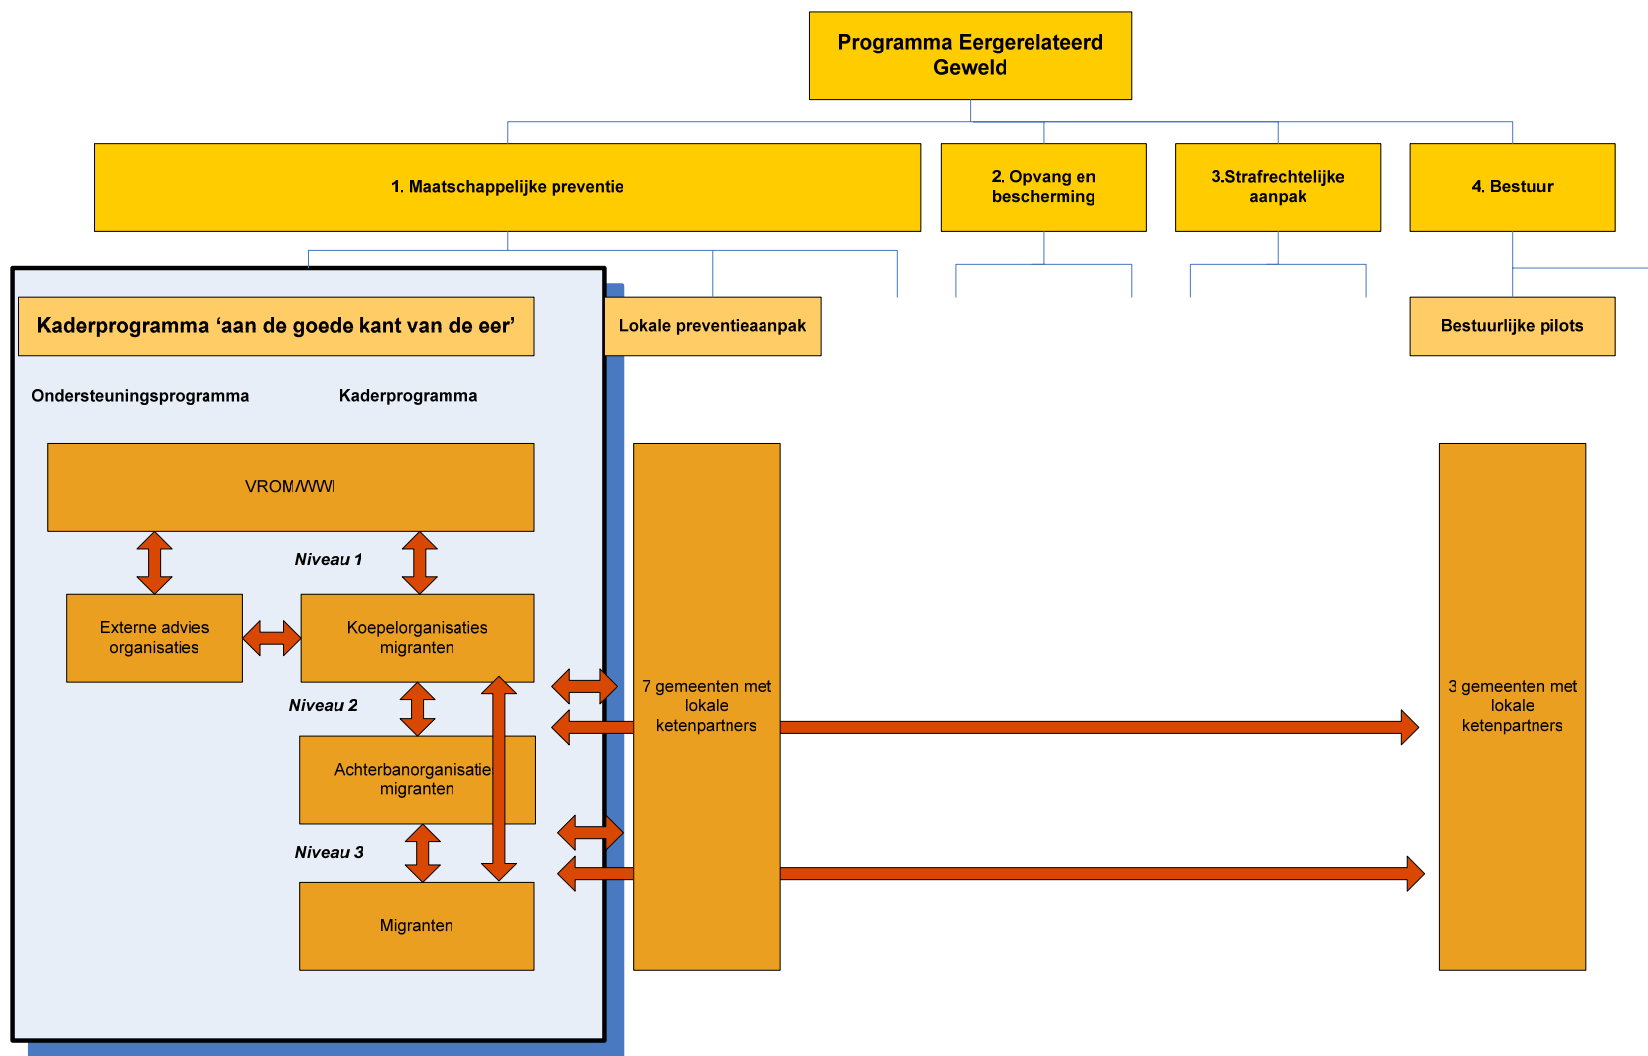 Programma Eergerelateerd
Geweld
1. Maatschappelijke preventie
2. Opvang en
bescherming
3.Strafrechtelijke
aanpak
4. Bestuur
Kaderprogramma ‘aan de goede kant van de eer’
Lokale preventieaanpak
Bestuurlijke pilots
Ondersteuningsprogramma
Kaderprogramma
VROM/WWI
Niveau 1
Externe advies
organisaties
Koepelorganisaties
migranten
Niveau 2
7 gemeenten met
lokale
ketenpartners
3 gemeenten met
lokale
ketenpartners
Achterbanorganisaties
migranten
Niveau 3
Migranten